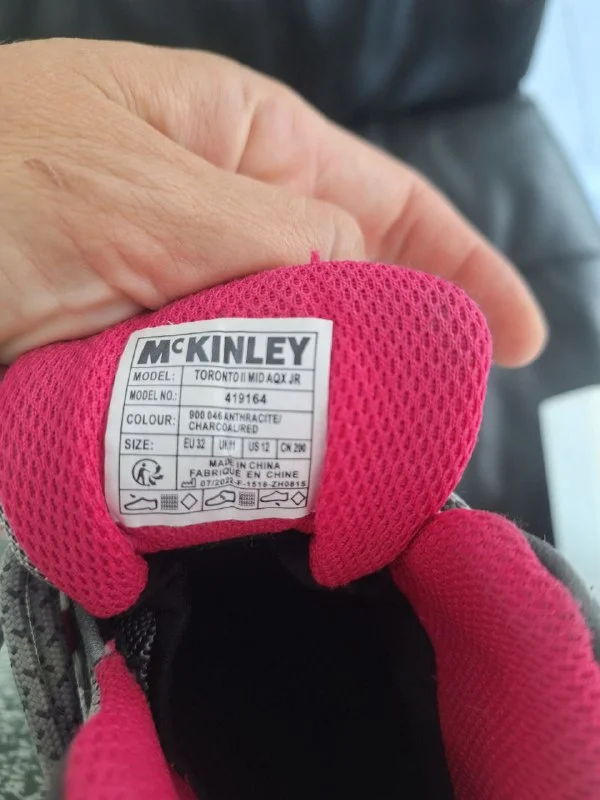 McKINLEY
MODEL: TORONTO II MID AQX JR
MODEL NO.: 419164
COLOUR: 900 046 ANTHRACITE/
CHARCOAL/RED
SIZE: EU 32 UK 11 US 12 CN 200
MADE IN CHINA
FABRIQUE EN CHINE